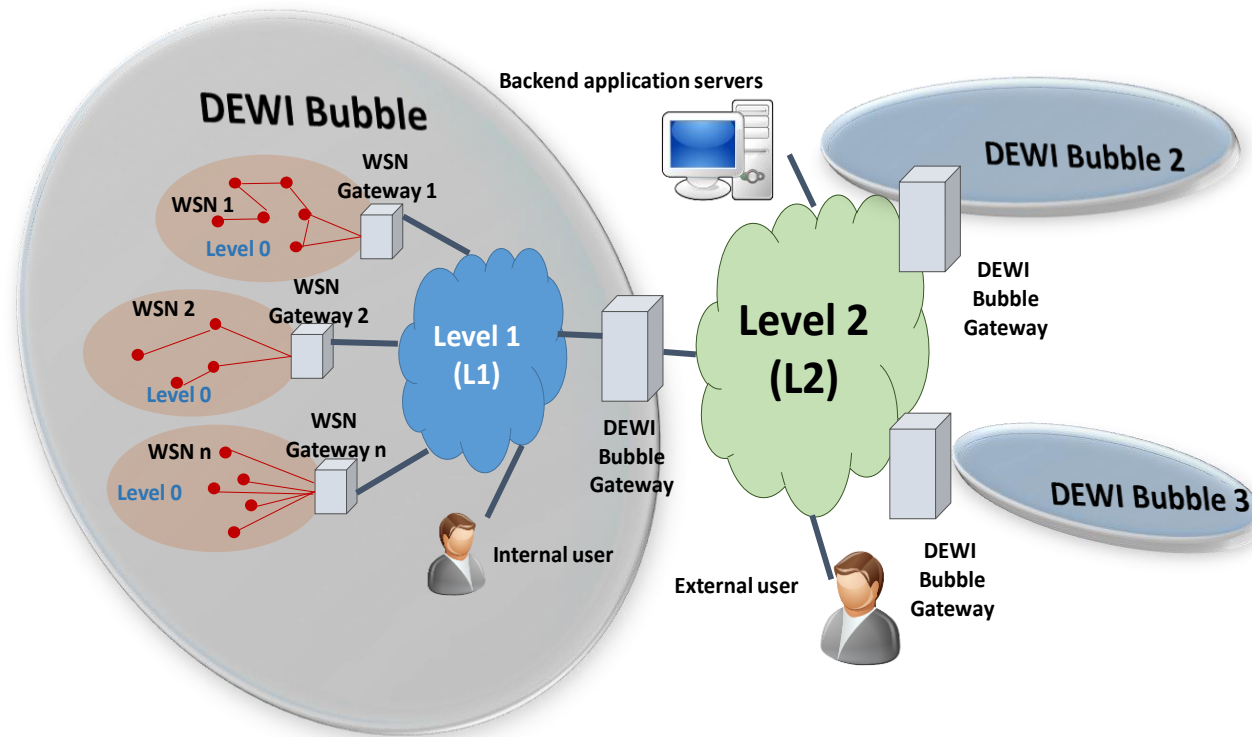 Backend application servers
DEWI Bubble
WSN
Gateway 1
WSN 1
Level 0
WSN
Gateway 2
WSN 2
Level 0
WSN
Gateway n
WSN n
Level 0
Level 1
(L1)
Internal user
DEWI
Bubble
Gateway
Level 2
(L2)
External user
DEWI Bubble 2
DEWI
Bubble
Gateway
DEWI Bubble 3
DEWI
Bubble
Gateway